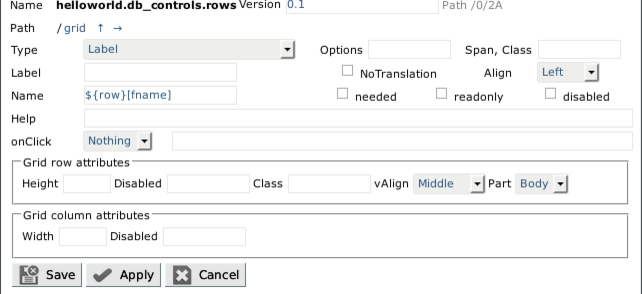 Name helloworld.db_controls.rows Version 0.1 Path /0/2A
Path / grid ↑ →
Type Label Options Span, Class
Label NoTranslation Align Left
Name ${row}[fname] needed readonly disabled
Help
onClick Nothing
Grid row attributes
Height Disabled Class vAlign Middle Part Body
Grid column attributes
Width Disabled
Save Apply Cancel